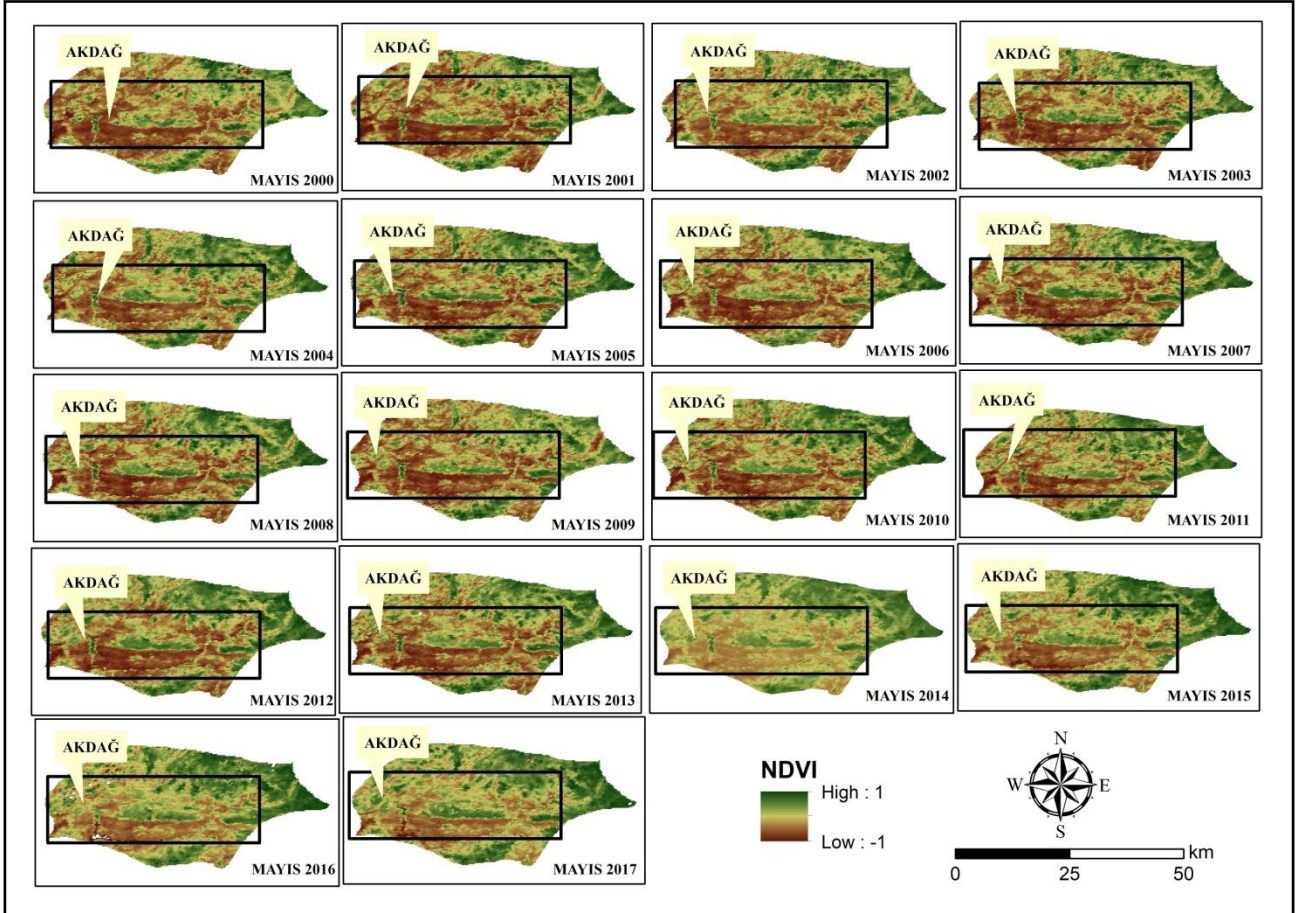 AKDAĞ
MAYIS 2000
AKDAĞ
MAYIS 2001
AKDAĞ
MAYIS 2002
AKDAĞ
MAYIS 2003
AKDAĞ
MAYIS 2004
AKDAĞ
MAYIS 2005
AKDAĞ
MAYIS 2006
AKDAĞ
MAYIS 2007
AKDAĞ
MAYIS 2008
AKDAĞ
MAYIS 2009
AKDAĞ
MAYIS 2010
AKDAĞ
MAYIS 2011
AKDAĞ
MAYIS 2012
AKDAĞ
MAYIS 2013
AKDAĞ
MAYIS 2014
AKDAĞ
MAYIS 2015
AKDAĞ
MAYIS 2016
AKDAĞ
MAYIS 2017
NDVI
High : 1
Low : -1
N
W E
S
km
0 25 50